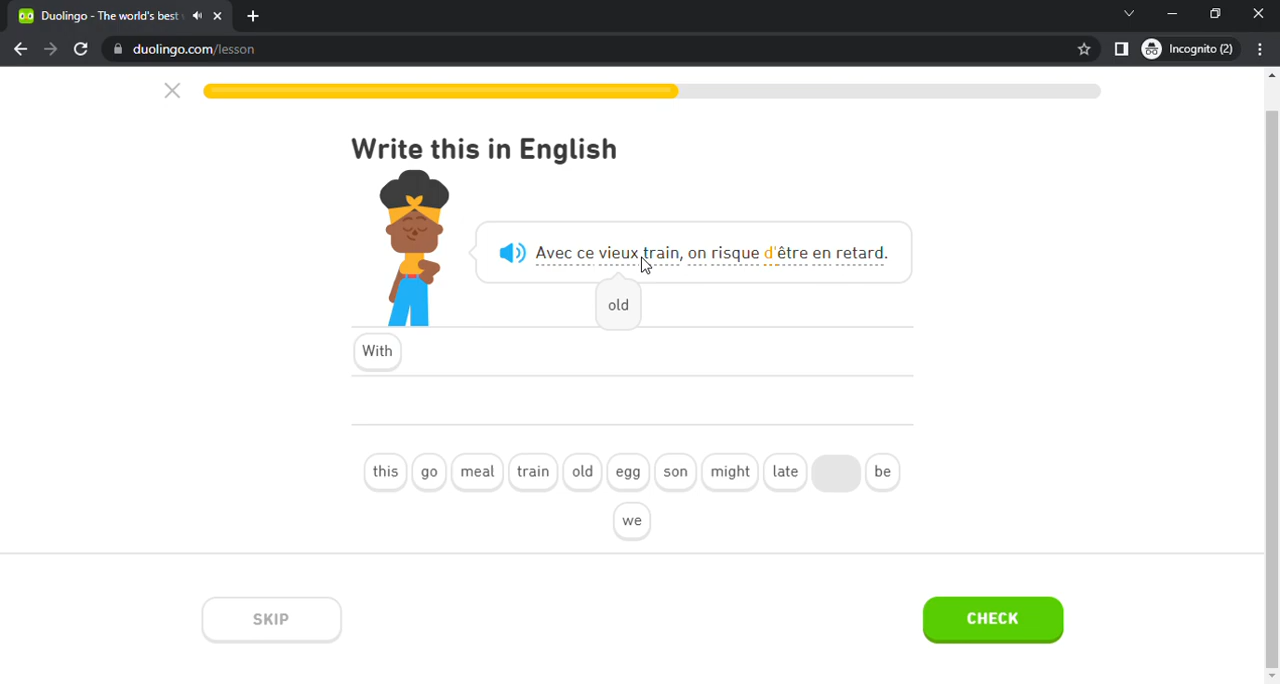 Duolingo - The world's best
duolingo.com/lesson
Incognito (2)
Write this in English
Avec ce vieux train, on risque d'être en retard.
old
With
this go meal train old egg son might late be
we
SKIP
CHECK